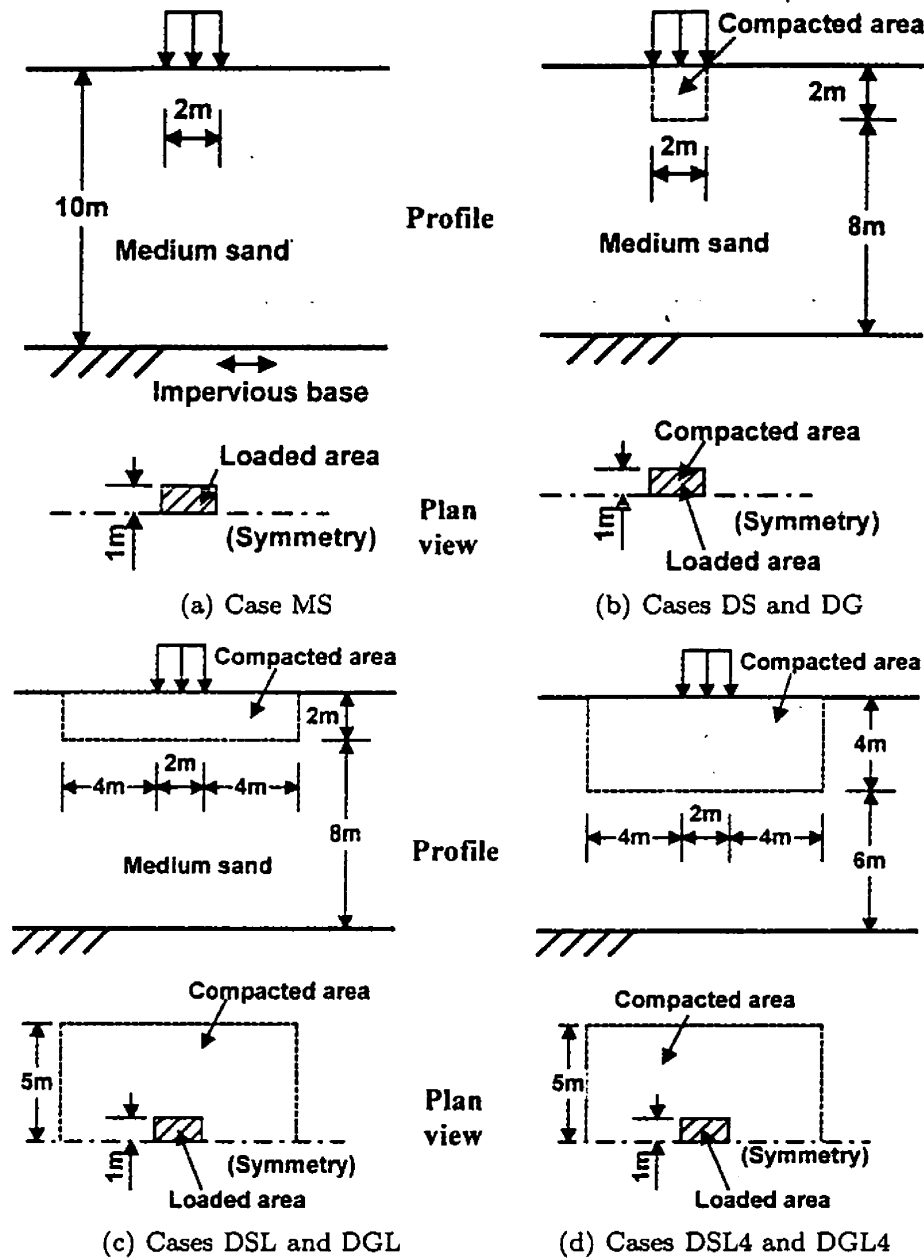 2m
10m
Medium sand
Impervious base
Loaded area
1m
(Symmetry)
(a) Case MS
Profile
Plan
view
Compacted area
2m
2m
8m
Medium sand
Compacted area
1m
(Symmetry)
Loaded area
(b) Cases DS and DG
Compacted area
2m
2m
4m
4m
8m
Medium sand
Compacted area
5m
1m
(Symmetry)
Loaded area
(c) Cases DSL and DGL
Profile
Plan
view
Compacted area
4m
2m
4m
4m
6m
Compacted area
5m
1m
(Symmetry)
Loaded area
(d) Cases DSL4 and DGL4